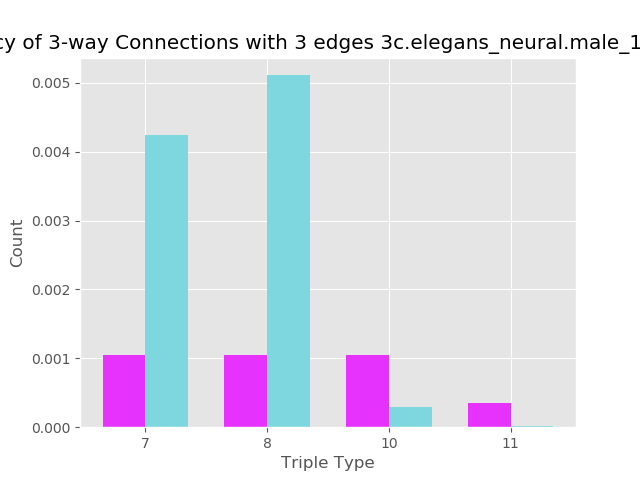 cy of 3-way Connections with 3 edges 3c.elegans_neural.male_1
0.005
0.004
0.003
0.002
0.001
0.000
Count
7 8 10 11
Triple Type